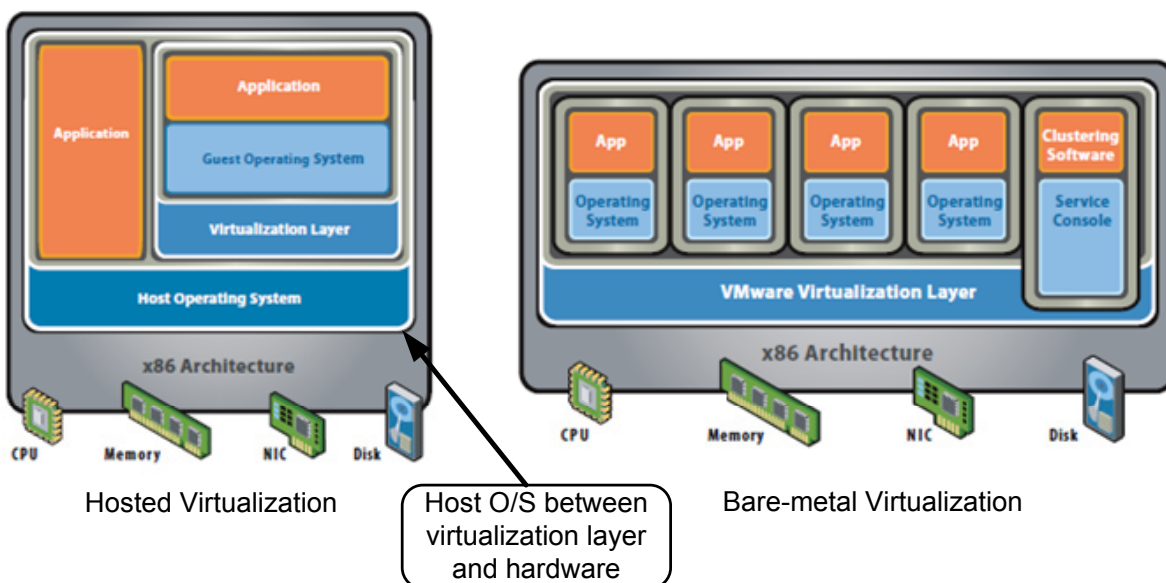 Application
Application
Guest Operating System
Virtualization Layer
Host Operating System
x86 Architecture
CPU
Memory
NIC
Disk
Hosted Virtualization
Host O/S between
virtualization layer
and hardware
App
Operating
System
App
Operating
System
App
Operating
System
App
Operating
System
Clustering
Software
Service
Console
VMware Virtualization Layer
x86 Architecture
CPU
Memory
NIC
Disk
Bare-metal Virtualization